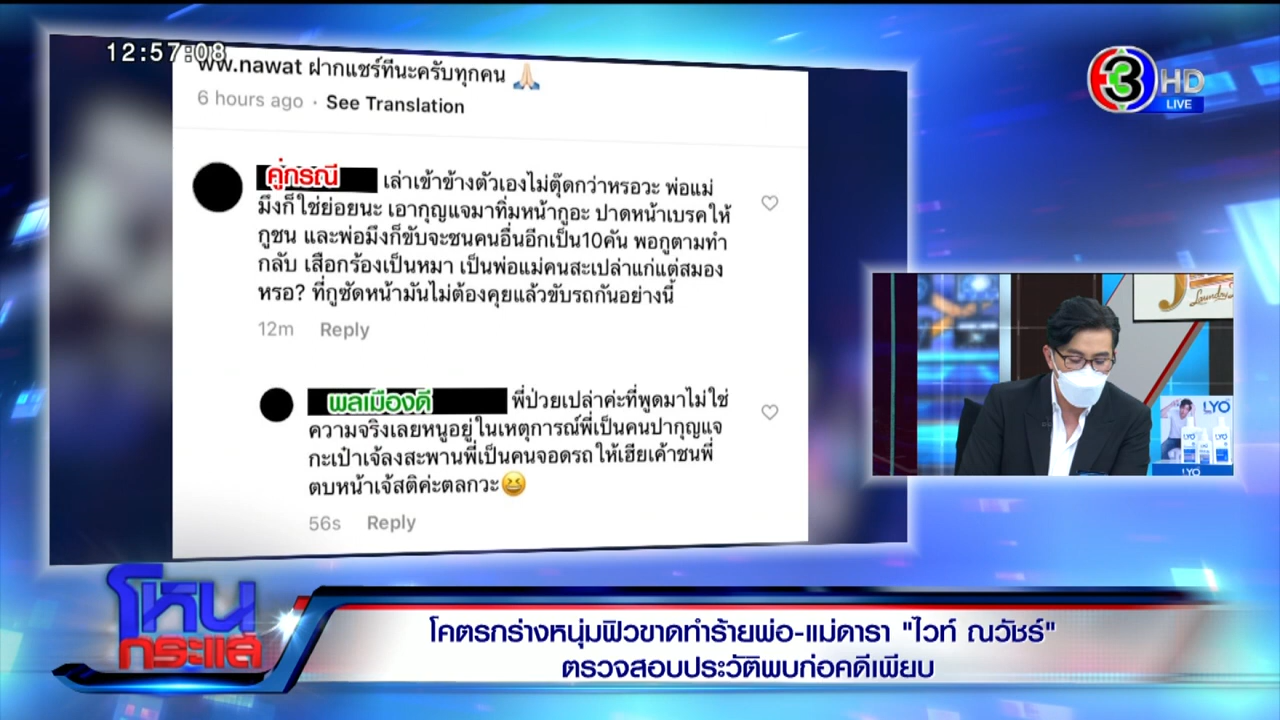 12:57:08
3 HD
LIVE
ww.nawat ฝากแชร์ทีนะครับทุกคน 🙏🏻
6 hours ago · See Translation
คู่กรณี เล่าเข้าข้างตัวเองไม่ตุ๊ดกว่าหรอวะ พ่อแม่
มึงก็ใช่ย่อยนะ เอากุญแจมาทิ่มหน้ากูอะ ปาดหน้าเบรคให้
กูชน และพ่อมึงก็ขับจะชนคนอื่นอีกเป็น10คัน พอกูตามทำ
กลับ เสือกร้องเป็นหมา เป็นพ่อแม่คนสะเปล่าแก่แต่สมอง
หรอ? ที่กูซัดหน้ามันไม่ต้องคุยแล้วขับรถกันอย่างนี้
12m Reply
พลเมืองดี พี่ป่วยเปล่าค่ะที่พูดมาไม่ใช่
ความจริงเลยหนูอยู่ในเหตุการณ์พี่เป็นคนปากุญแจ
กะเป๋าเจ้ลงสะพานพี่เป็นคนจอดรถให้เฮียเค้าชนพี่
ตบหน้าเจ้สติค่ะตลกวะ😆
56s Reply
Laundry
LYO
LYO
LYO
LYO
โหนกระแส
โคตรกร่างหนุ่มฟิวขาดทำร้ายพ่อ-แม่ดารา "ไวท์ ณวัชร์"
ตรวจสอบประวัติพบก่อคดีเพียบ